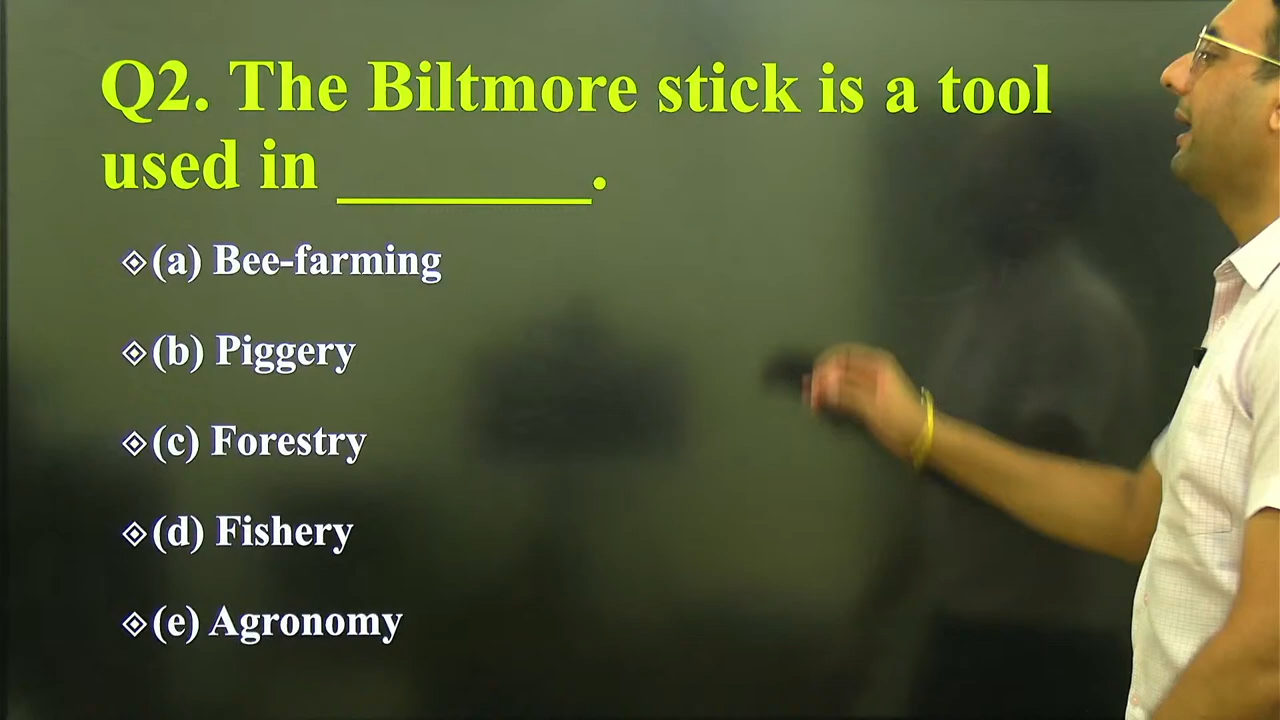 Q2. The Biltmore stick is a tool
used in ________.
(a) Bee-farming
(b) Piggery
(c) Forestry
(d) Fishery
(e) Agronomy